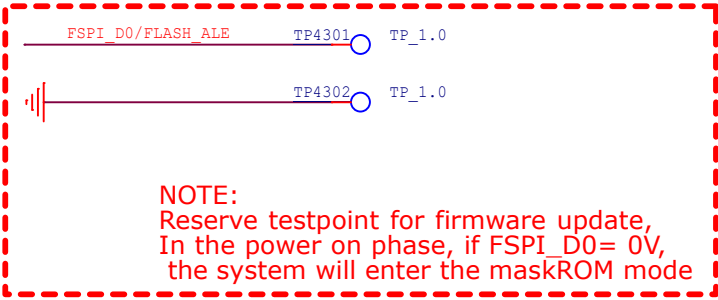 FSPI_D0/FLASH_ALE TP4301 TP_1.0
TP4302 TP_1.0
NOTE:
Reserve testpoint for firmware update,
In the power on phase, if FSPI_D0= 0V,
the system will enter the maskROM mode